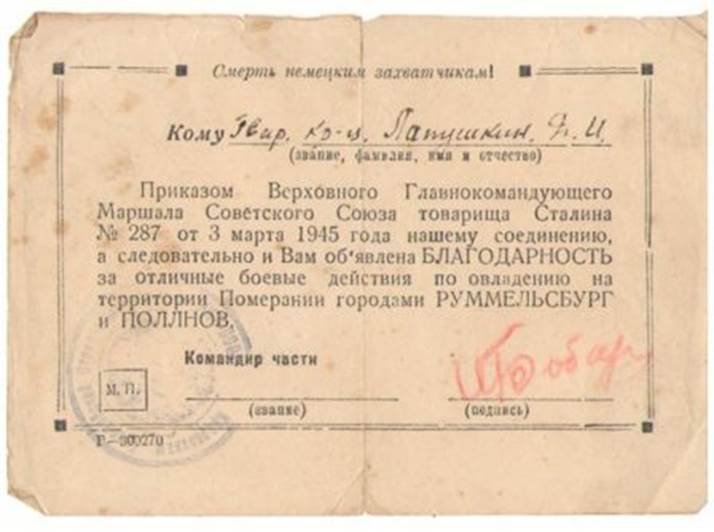 Смерть немецким захватчикам!
Кому Гвар. кр-ц. Лапушкин. П. И.
(звание, фамилия, имя и отчество)
Приказом Верховного Главнокомандующего
Маршала Советского Союза товарища Сталина
№ 287 от 3 марта 1945 года нашему соединению,
а следовательно и Вам об'явлена БЛАГОДАРНОСТЬ
за отличные боевые действия по овладению на
территории Померании городами РУММЕЛЬСБУРГ
и ПОЛЛНОВ.
Командир части
М. П.
(звание) (подпись)
Г—300270